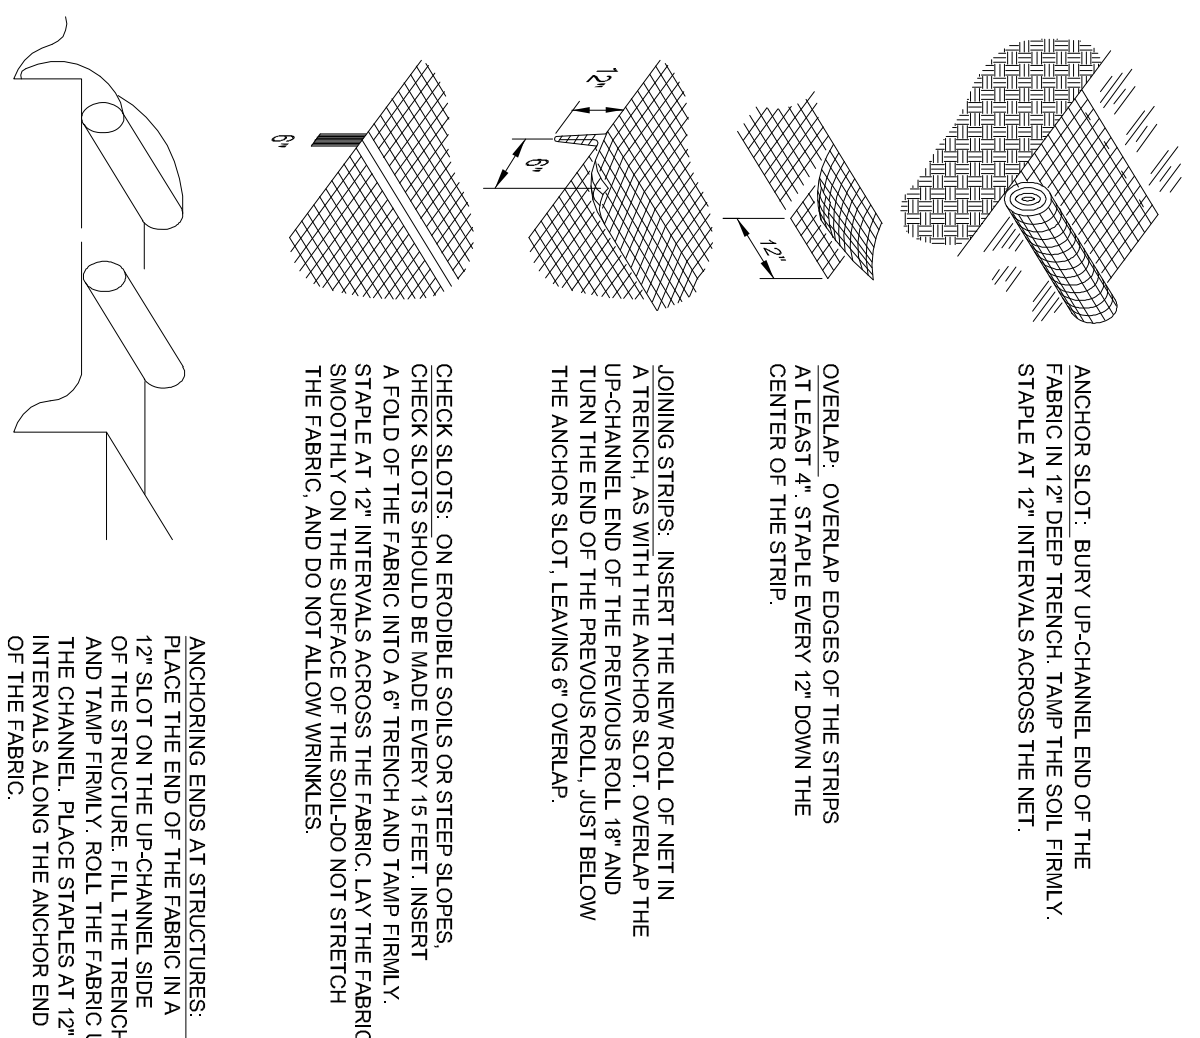 ANCHOR SLOT: BURY UP-CHANNEL END OF THE
FABRIC IN 12" DEEP TRENCH. TAMP THE SOIL FIRMLY.
STAPLE AT 12" INTERVALS ACROSS THE NET.
12"
OVERLAP: OVERLAP EDGES OF THE STRIPS
AT LEAST 4". STAPLE EVERY 12" DOWN THE
CENTER OF THE STRIP.
12"
6"
JOINING STRIPS: INSERT THE NEW ROLL OF NET IN
A TRENCH, AS WITH THE ANCHOR SLOT. OVERLAP THE
UP-CHANNEL END OF THE PREVIOUS ROLL 18" AND
TURN THE END OF THE PREVOUS ROLL, JUST BELOW
THE ANCHOR SLOT, LEAVING 6" OVERLAP.
6"
CHECK SLOTS: ON ERODIBLE SOILS OR STEEP SLOPES,
CHECK SLOTS SHOULD BE MADE EVERY 15 FEET. INSERT
A FOLD OF THE FABRIC INTO A 6" TRENCH AND TAMP FIRMLY.
STAPLE AT 12" INTERVALS ACROSS THE FABRIC. LAY THE FABRIC
SMOOTHLY ON THE SURFACE OF THE SOIL-DO NOT STRETCH
THE FABRIC, AND DO NOT ALLOW WRINKLES.
ANCHORING ENDS AT STRUCTURES:
PLACE THE END OF THE FABRIC IN A
12" SLOT ON THE UP-CHANNEL SIDE
OF THE STRUCTURE. FILL THE TRENCH
AND TAMP FIRMLY. ROLL THE FABRIC
THE CHANNEL. PLACE STAPLES AT 12"
INTERVALS ALONG THE ANCHOR END
OF THE FABRIC.